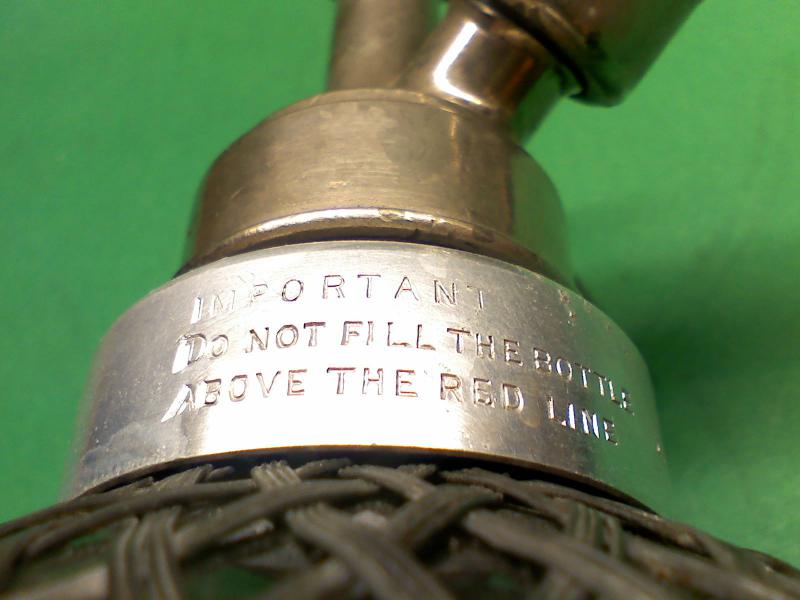 IMPORTANT
DO NOT FILL THE BOTTLE
ABOVE THE RED LINE